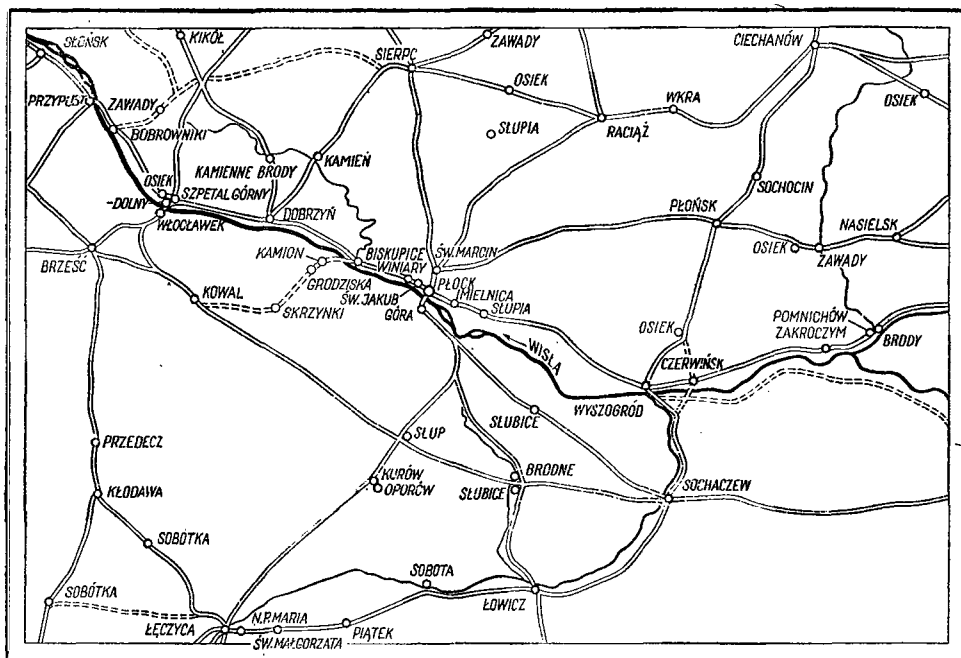 SŁOŃSK
KIKÓŁ
ZAWADY
CIECHANÓW
SIERPC
OSIEK
OSIEK
PRZYPUST
ZAWADY
WKRA
BOBROWNIKI
RACIĄŻ
SŁUPIA
KAMIENNE BRODY
KAMIEŃ
SOCHOCIN
OSIEK
SZPETAL GÓRNY
-DOLNY
WŁOCŁAWEK
DOBRZYŃ
PŁOŃSK
NASIELSK
BRZEŚĆ
KAMION
BISKUPICE
ŚW. MARCIN
OSIEK
ZAWADY
WINIARY
GRODZISKA
PŁOCK
KOWAL
ŚW. JAKUB
IMIELNICA
SKRZYNKI
GÓRA
SŁUPIA
POMNICHÓW
OSIEK
ZAKROCZYM
BRODY
WISŁA
CZERWIŃSK
WYSZOGRÓD
SŁUBICE
PRZEDECZ
SŁUP
KURÓW
BRODNE
OPORÓW
SŁUBICE
SOCHACZEW
KŁODAWA
SOBÓTKA
SOBOTA
SOBÓTKA
ŁOWICZ
N.P. MARIA
ŁĘCZYCA
PIĄTEK
ŚW. MAŁGORZATA